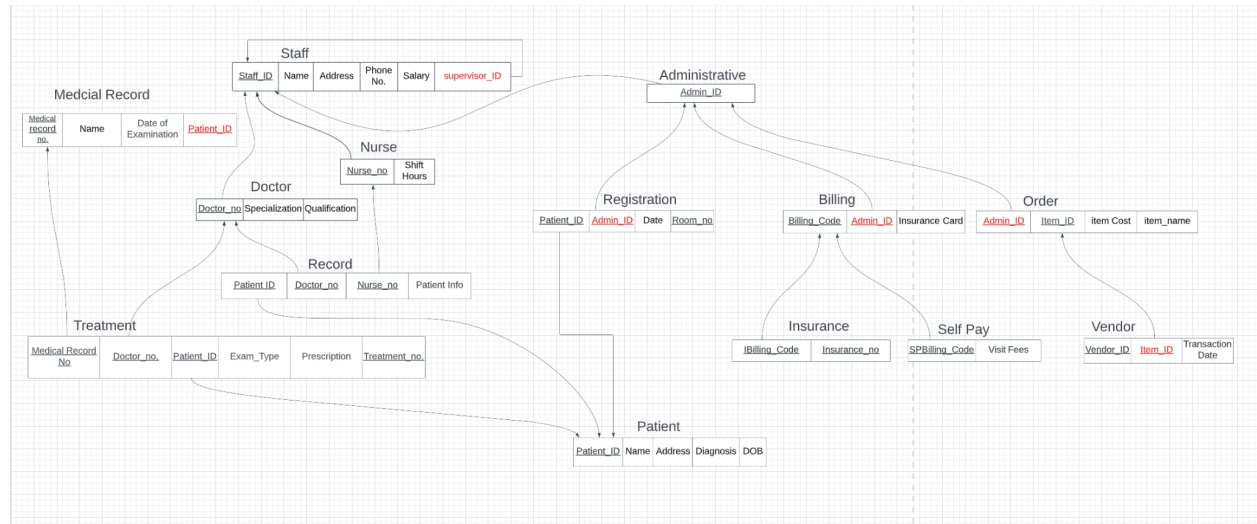 Staff
Staff_ID Name Address Phone No. Salary supervisor_ID
Administrative
Admin_ID
Medcial Record
Medical record no. Name Date of Examination Patient_ID
Nurse
Nurse_no Shift Hours
Doctor
Doctor_no Specialization Qualification
Registration
Patient_ID Admin_ID Date Room_no
Billing
Billing_Code Admin_ID Insurance Card
Order
Admin_ID Item_ID item Cost item_name
Record
Patient ID Doctor_no Nurse_no Patient Info
Treatment
Medical Record No Doctor_no. Patient_ID Exam_Type Prescription Treatment_no.
Insurance
IBilling_Code Insurance_no
Self Pay
SPBilling_Code Visit Fees
Vendor
Vendor_ID Item_ID Transaction Date
Patient
Patient_ID Name Address Diagnosis DOB